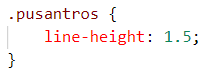 .pusantros {
    line-height: 1.5;
}